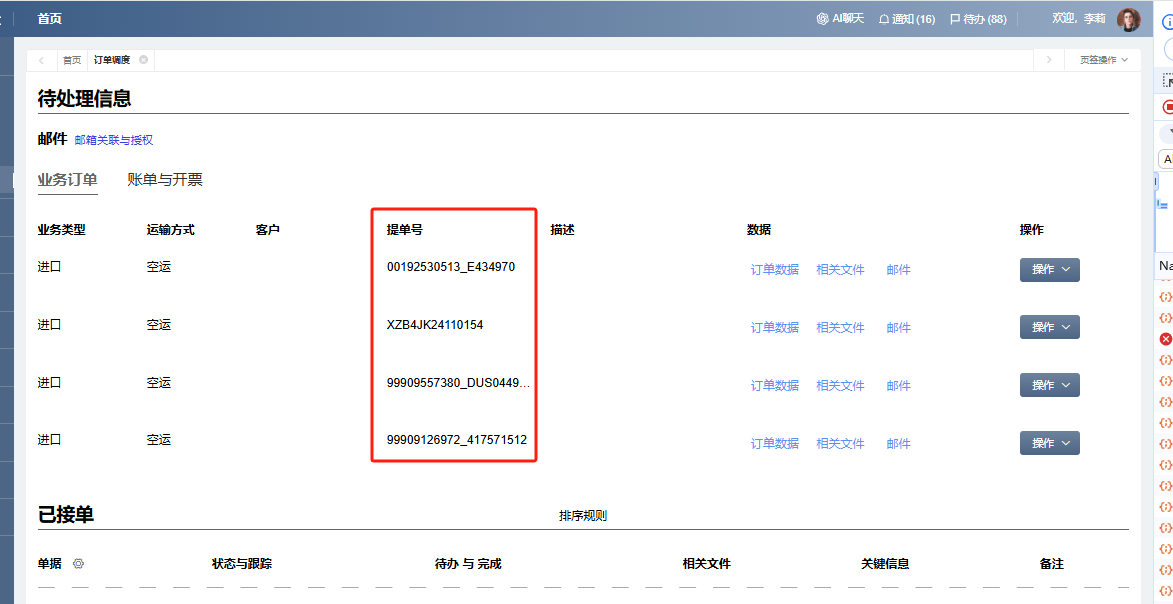 首页 AI聊天 通知 (16) 待办 (88) 欢迎, 李莉
首页 订单调度 页签操作
待处理信息
邮件 邮箱关联与授权
业务订单 账单与开票
业务类型 运输方式 客户 提单号 描述 数据 操作
进口 空运 00192530513_E434970 订单数据 相关文件 邮件 操作
进口 空运 XZB4JK24110154 订单数据 相关文件 邮件 操作
进口 空运 99909557380_DUS0449... 订单数据 相关文件 邮件 操作
进口 空运 99909126972_417571512 订单数据 相关文件 邮件 操作
已接单 排序规则
单据 状态与跟踪 待办 与 完成 相关文件 关键信息 备注